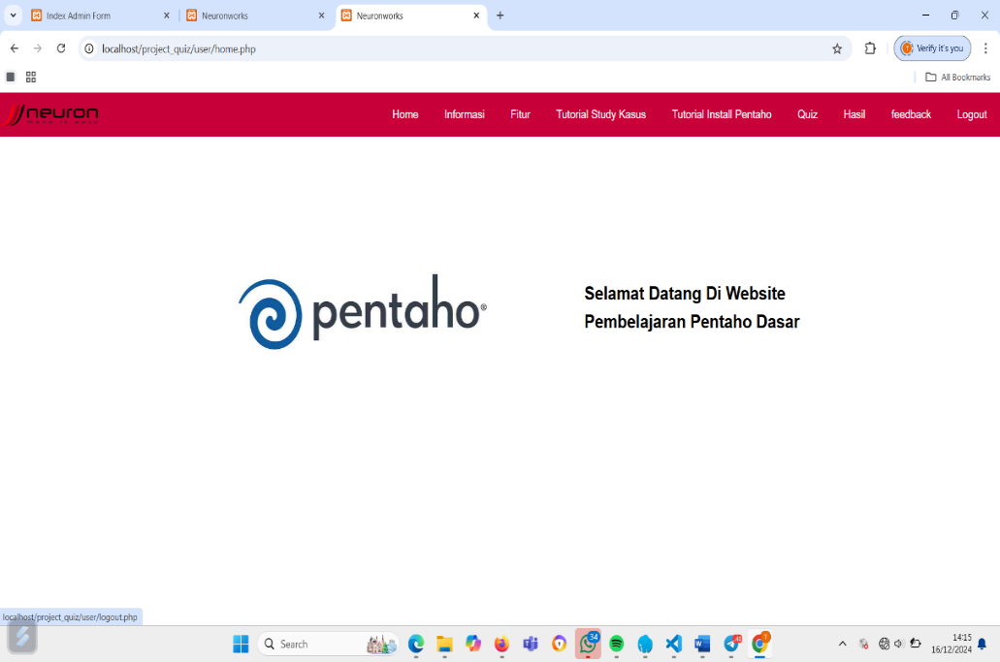 Index Admin Form
Neuronworks
Neuronworks
localhost/project_quiz/user/home.php
Verify it's you
All Bookmarks
neuron
Home Informasi Fitur Tutorial Study Kasus Tutorial Install Pentaho Quiz Hasil feedback Logout
pentaho®
Selamat Datang Di Website
Pembelajaran Pentaho Dasar
localhost/project_quiz/user/logout.php
Search
34
14:15
16/12/2024